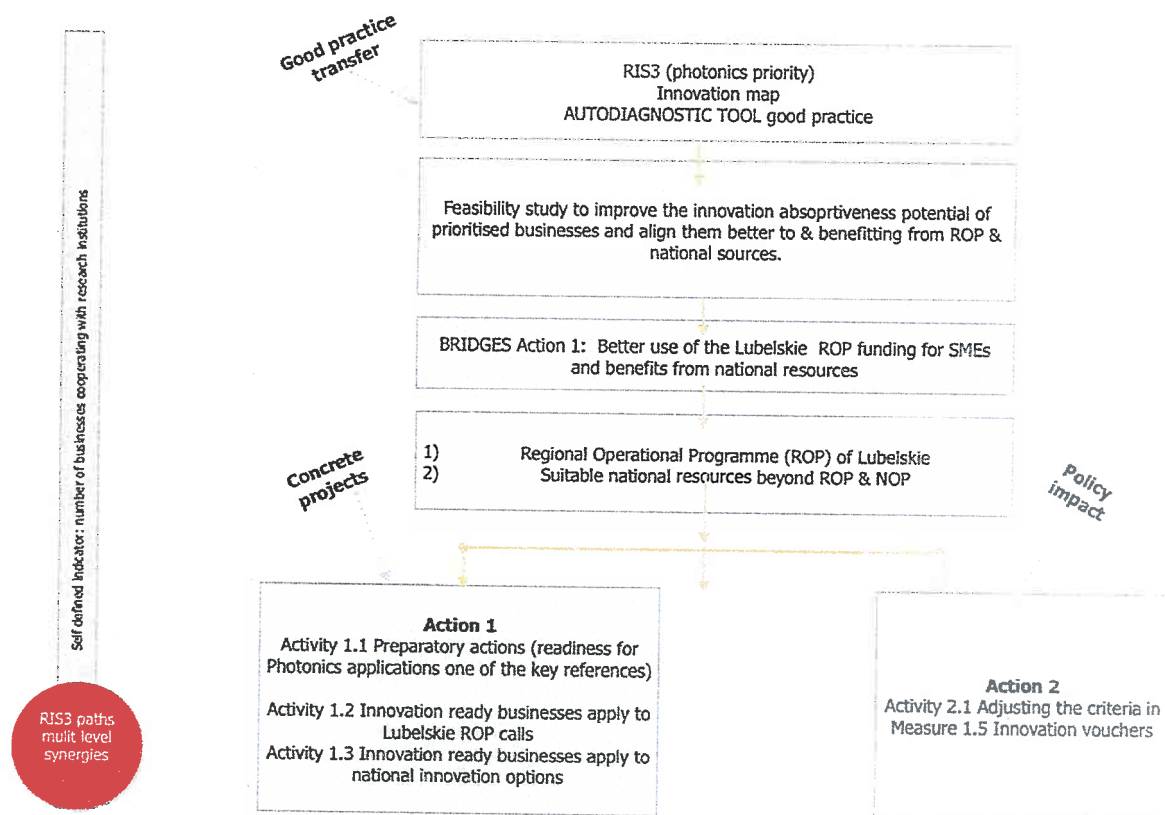 Good practice
transfer
RIS3 (photonics priority)
Innovation map
AUTODIAGNOSTIC TOOL good practice
Feasibility study to improve the innovation absoprtiveness potential of
prioritised businesses and align them better to & benefitting from ROP &
national sources.
BRIDGES Action 1: Better use of the Lubelskie ROP funding for SMEs
and benefits from national resources
1) Regional Operational Programme (ROP) of Lubelskie
2) Suitable national resources beyond ROP & NOP
Concrete
projects
Policy
impact
Action 1
Activity 1.1 Preparatory actions (readiness for
Photonics applications one of the key references)
Activity 1.2 Innovation ready businesses apply to
Lubelskie ROP calls
Activity 1.3 Innovation ready businesses apply to
national innovation options
Action 2
Activity 2.1 Adjusting the criteria in
Measure 1.5 Innovation vouchers
Self defined indicator: number of businesses cooperating with research institutions
RIS3 paths
mulit level
synergies